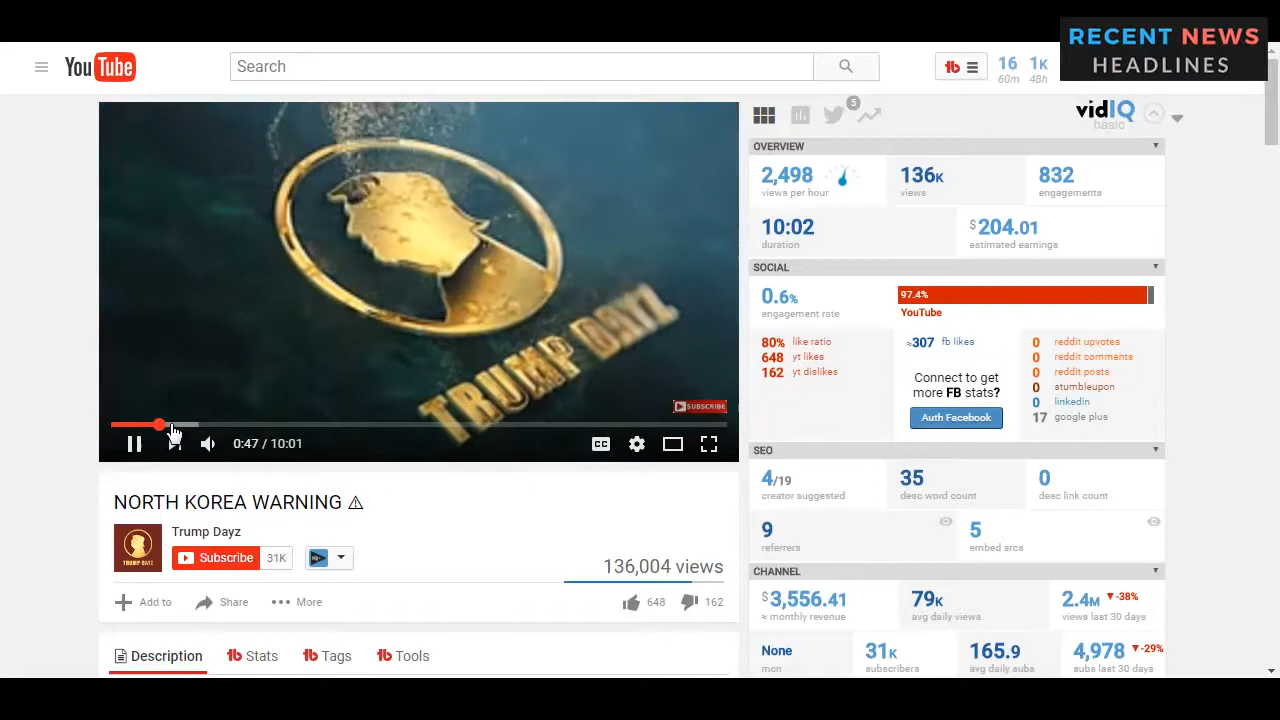 RECENT NEWS
HEADLINES
YouTube
Search
16
60m
1K
48h
5
vidIQ
basic
TRUMP DAYZ
SUBSCRIBE
0:47 / 10:01
CC
NORTH KOREA WARNING ⚠
Trump Dayz
TRUMP DAYZ
Subscribe
31K
136,004 views
Add to
Share
More
648
162
Description
Stats
Tags
Tools
OVERVIEW
2,498
views per hour
136K
views
832
engagements
10:02
duration
$204.01
estimated earnings
SOCIAL
0.6%
engagement rate
97.4%
YouTube
80% like ratio
648 yt likes
162 yt dislikes
≈307 fb likes
Connect to get
more FB stats?
Auth Facebook
0 reddit upvotes
0 reddit comments
0 reddit posts
0 stumbleupon
0 linkedin
17 google plus
SEO
4/19
creator suggested
35
desc word count
0
desc link count
9
referrers
5
embed srcs
CHANNEL
$3,556.41
≈ monthly revenue
79K
avg daily views
2.4M ▼-38%
views last 30 days
None
mcn
31K
subscribers
165.9
avg daily subs
4,978 ▼-29%
subs last 30 days